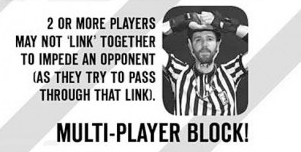 2 OR MORE PLAYERS
MAY NOT 'LINK' TOGETHER
TO IMPEDE AN OPPONENT
(AS THEY TRY TO PASS
THROUGH THAT LINK).
MULTI-PLAYER BLOCK!